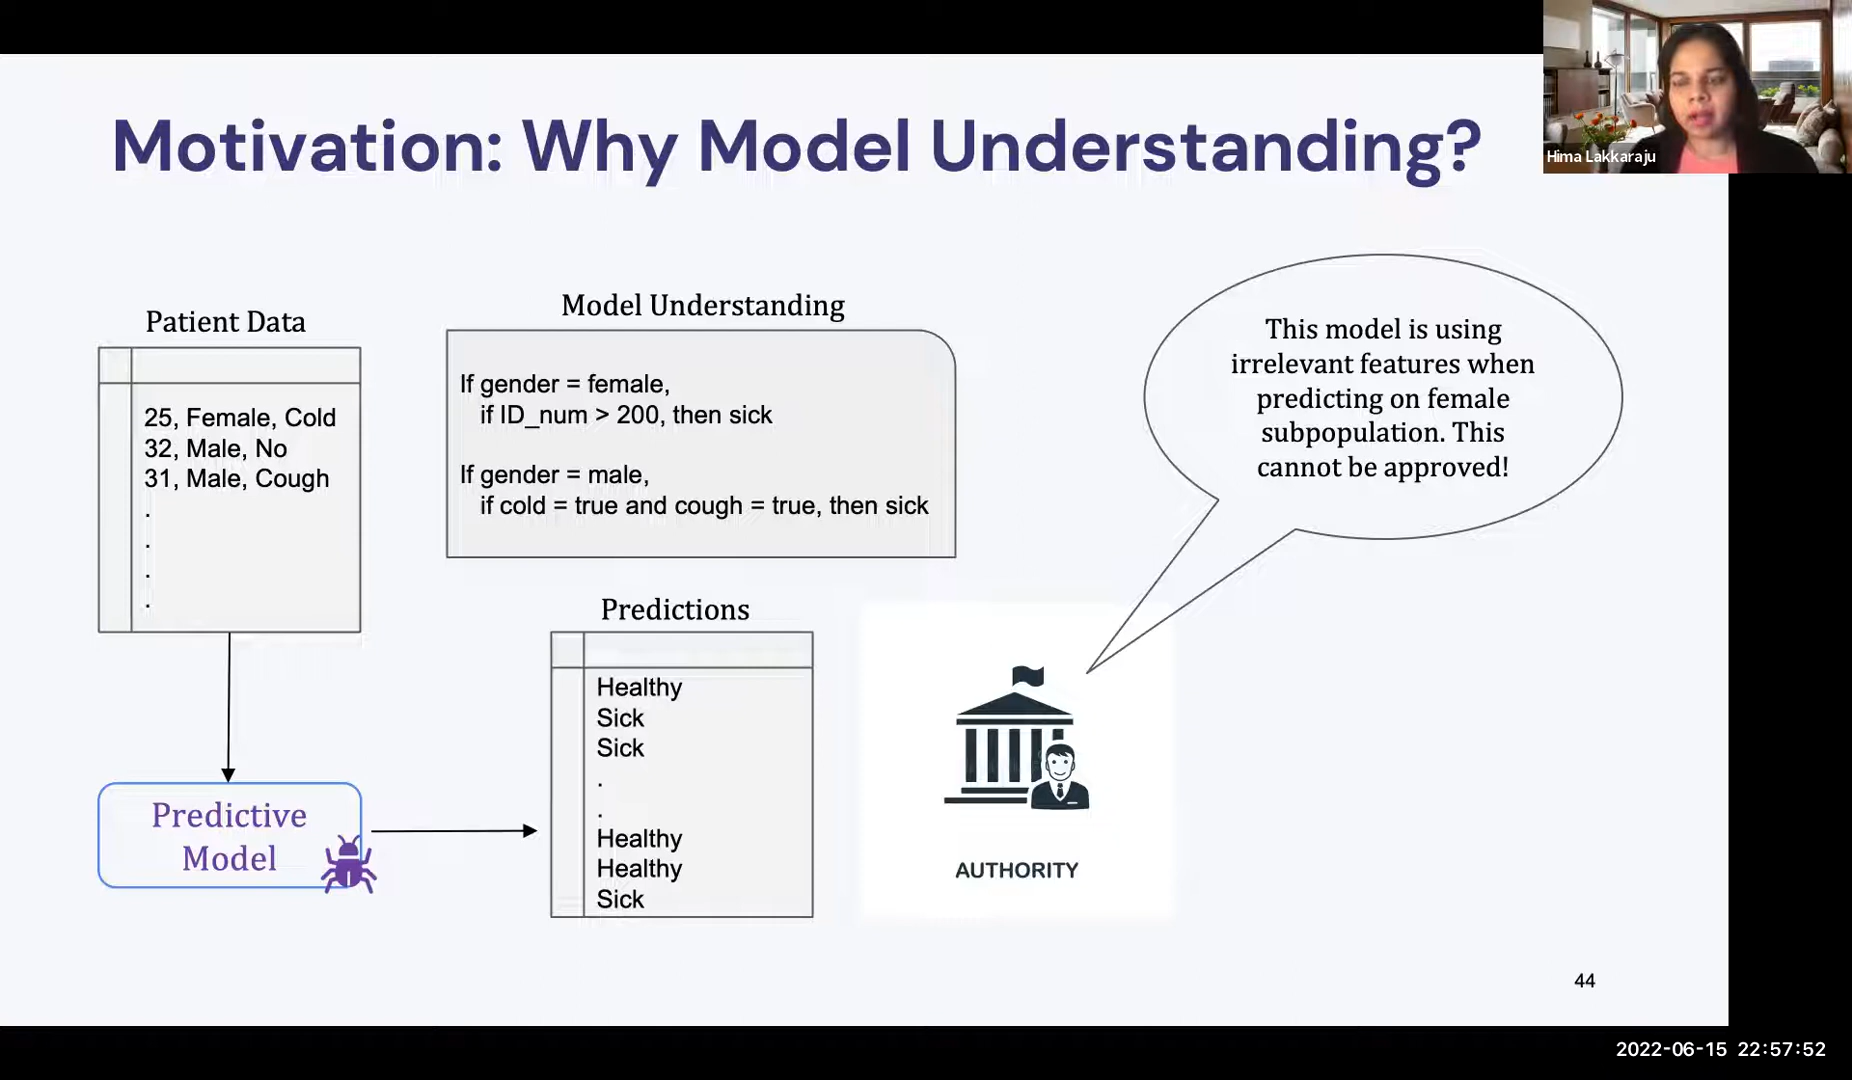 Motivation: Why Model Understanding?
Hima Lakkaraju
Patient Data
25, Female, Cold
32, Male, No
31, Male, Cough
.
.
.
.
Model Understanding
If gender = female,
if ID_num > 200, then sick
If gender = male,
if cold = true and cough = true, then sick
This model is using
irrelevant features when
predicting on female
subpopulation. This
cannot be approved!
Predictions
Healthy
Sick
Sick
.
.
Healthy
Healthy
Sick
Predictive
Model
AUTHORITY
44
2022-06-15 22:57:52